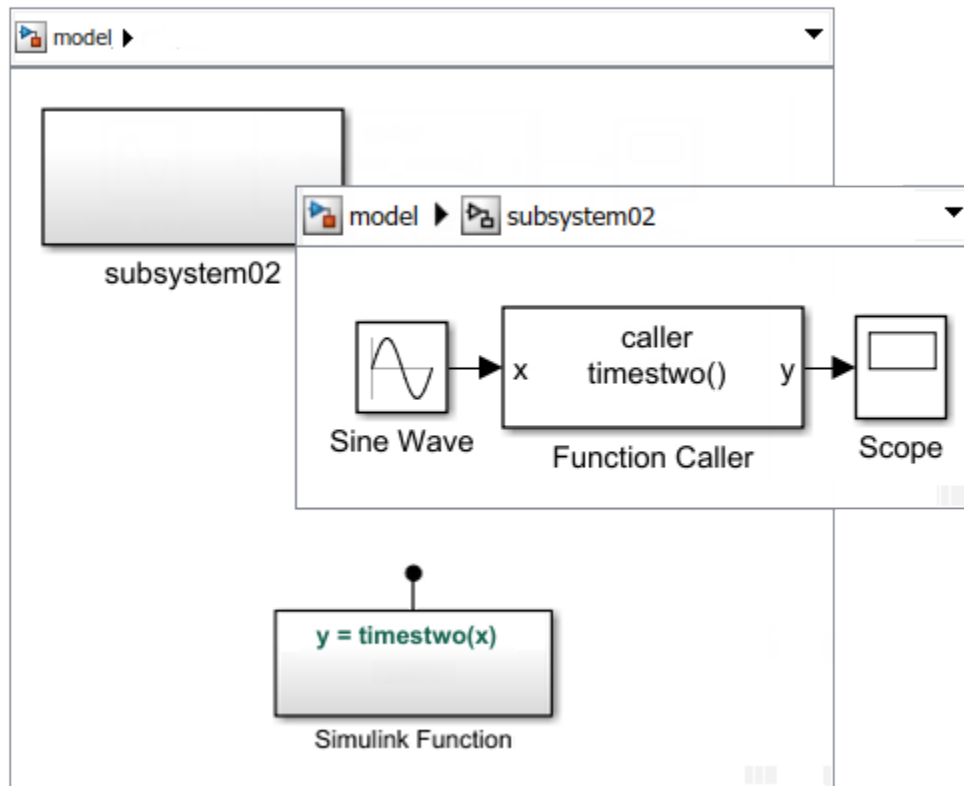 model
subsystem02
model subsystem02
caller
timestwo()
x
y
Sine Wave
Function Caller
Scope
y = timestwo(x)
Simulink Function